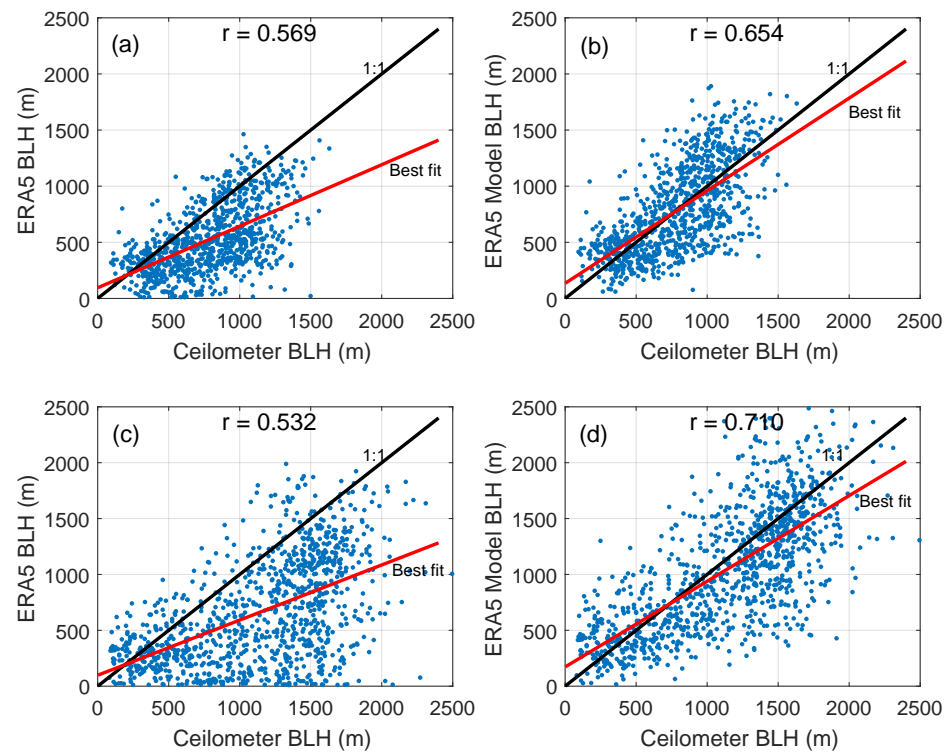 (a)
r = 0.569
1:1
Best fit
ERA5 BLH (m)
2500
2000
1500
1000
500
0
0 500 1000 1500 2000 2500
Ceilometer BLH (m)
(b)
r = 0.654
1:1
Best fit
ERA5 Model BLH (m)
2500
2000
1500
1000
500
0
0 500 1000 1500 2000 2500
Ceilometer BLH (m)
(c)
r = 0.532
1:1
Best fit
ERA5 BLH (m)
2500
2000
1500
1000
500
0
0 500 1000 1500 2000 2500
Ceilometer BLH (m)
(d)
r = 0.710
1:1
Best fit
ERA5 Model BLH (m)
2500
2000
1500
1000
500
0
0 500 1000 1500 2000 2500
Ceilometer BLH (m)